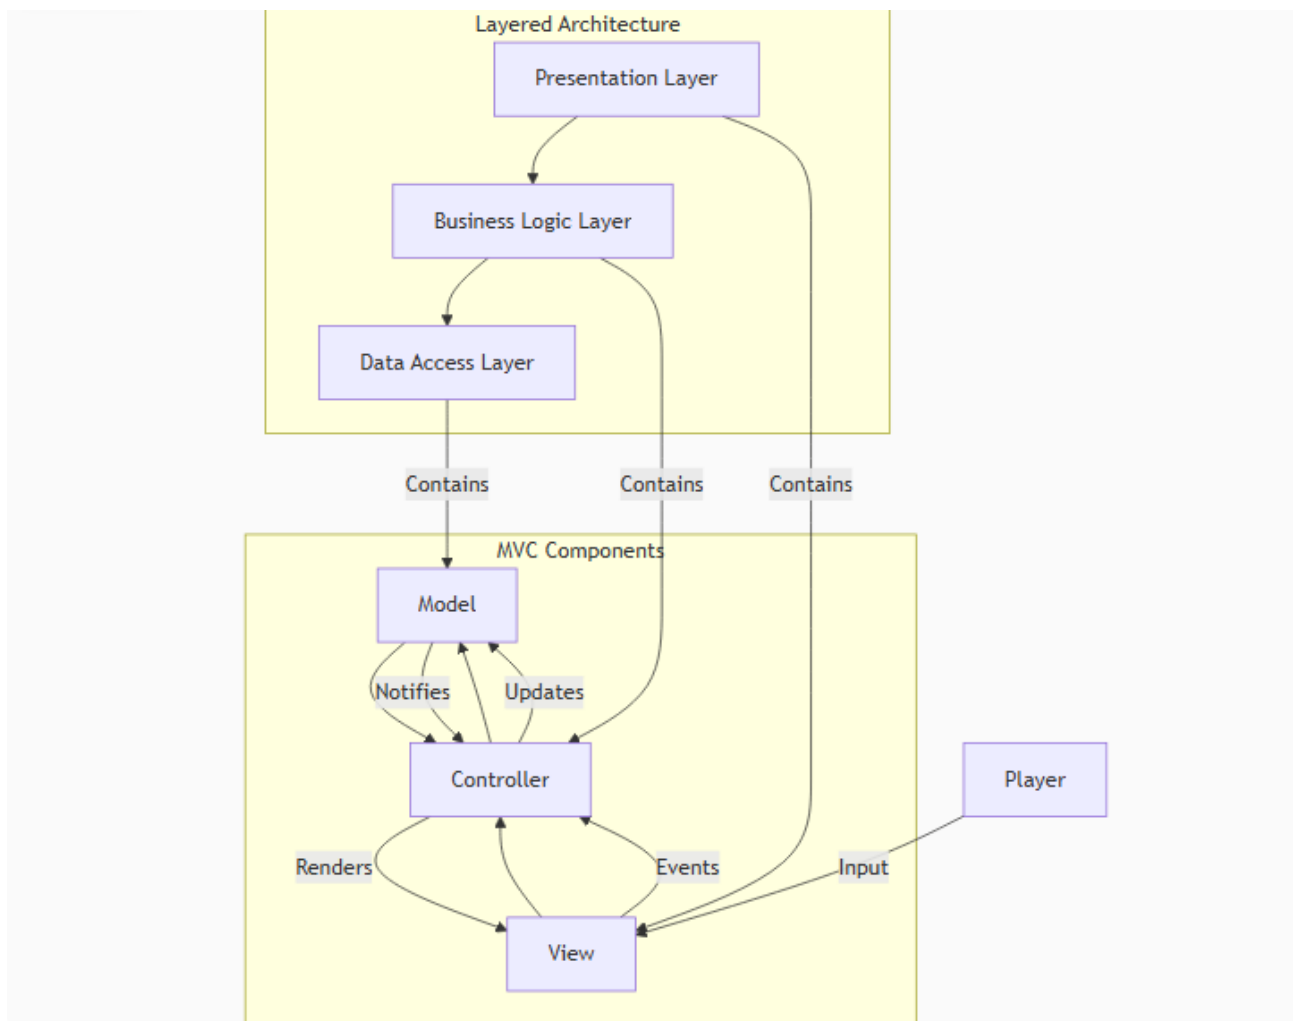 Layered Architecture
Presentation Layer
Business Logic Layer
Data Access Layer
Contains
Contains
Contains
MVC Components
Model
Notifies
Updates
Controller
Player
Renders
Events
Input
View